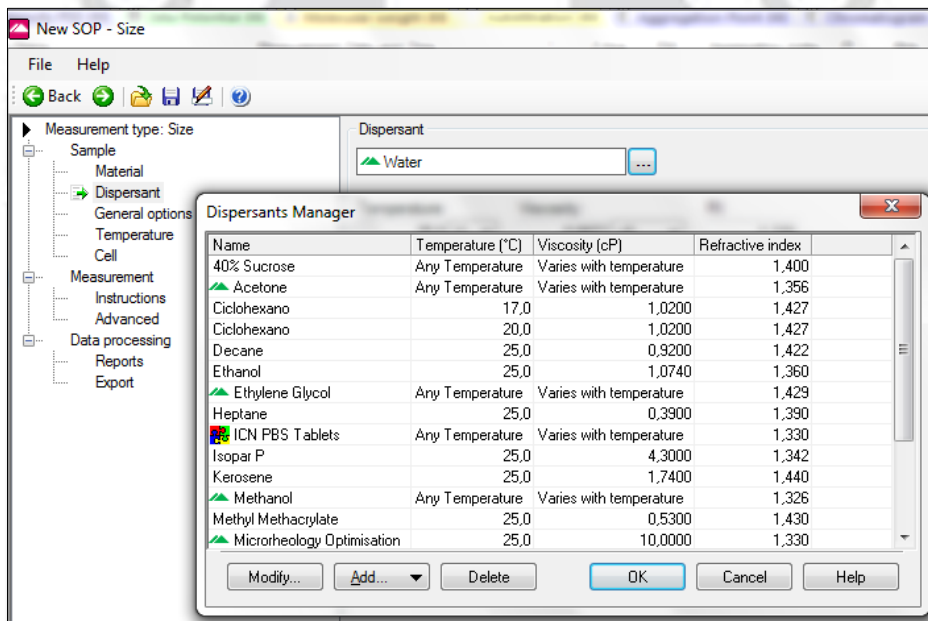 New SOP - Size
File Help
Back
Measurement type: Size
Sample
Material
Dispersant
General options
Temperature
Cell
Measurement
Instructions
Advanced
Data processing
Reports
Export
Dispersant
Water
...
Dispersants Manager
Name Temperature (°C) Viscosity (cP) Refractive index
40% Sucrose Any Temperature Varies with temperature 1,400
Acetone Any Temperature Varies with temperature 1,356
Ciclohexano 17,0 1,0200 1,427
Ciclohexano 20,0 1,0200 1,427
Decane 25,0 0,9200 1,422
Ethanol 25,0 1,0740 1,360
Ethylene Glycol Any Temperature Varies with temperature 1,429
Heptane 25,0 0,3900 1,390
ICN PBS Tablets Any Temperature Varies with temperature 1,330
Isopar P 25,0 4,3000 1,342
Kerosene 25,0 1,7400 1,440
Methanol Any Temperature Varies with temperature 1,326
Methyl Methacrylate 25,0 0,5300 1,430
Microrheology Optimisation 25,0 10,0000 1,330
Modify... Add... Delete OK Cancel Help